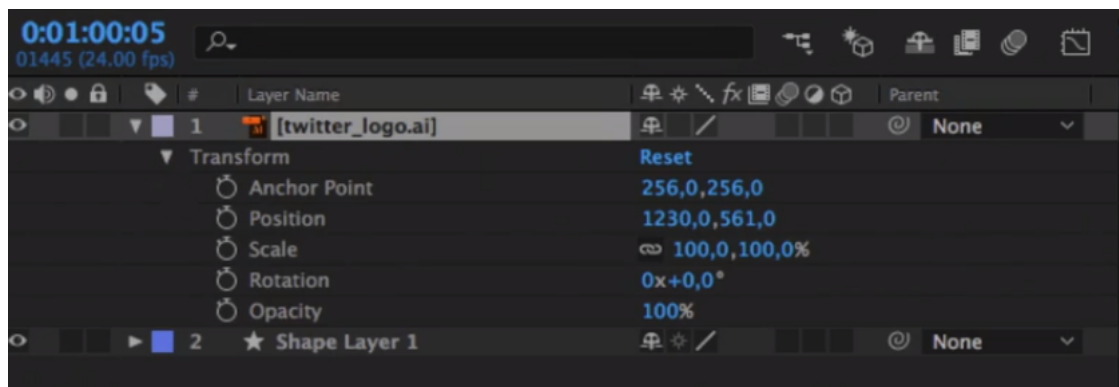 0:01:00:05
01445 (24.00 fps)
# Layer Name fx Parent
1 [twitter_logo.ai] None
Transform Reset
Anchor Point 256,0,256,0
Position 1230,0,561,0
Scale 100,0,100,0%
Rotation 0x+0,0°
Opacity 100%
2 Shape Layer 1 None